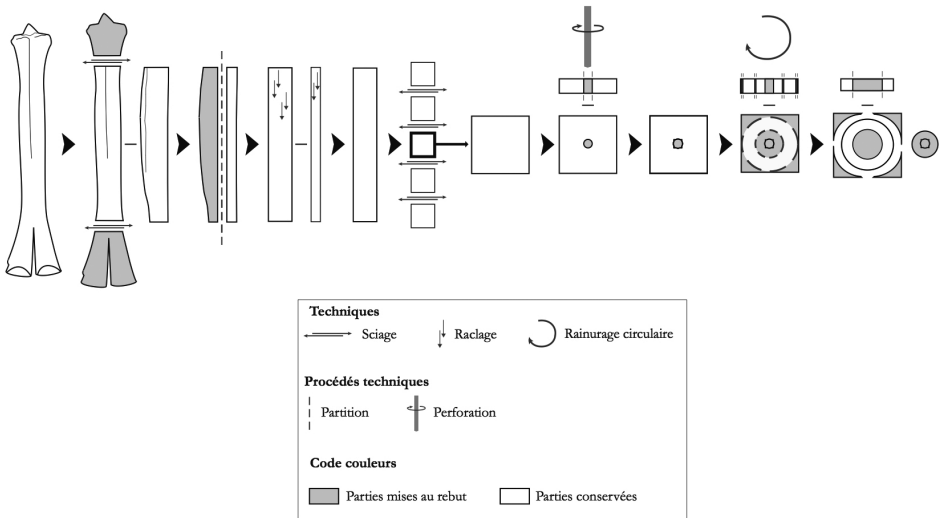 Techniques
Sciage
Raclage
Rainurage circulaire
Procédés techniques
Partition
Perforation
Code couleurs
Parties mises au rebut
Parties conservées